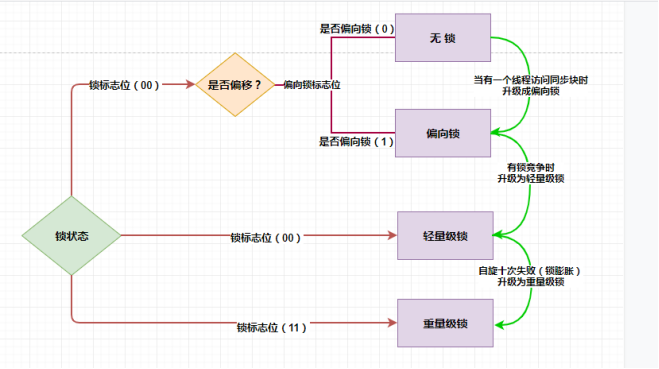 是否偏向锁（0）
无 锁
锁标志位（00）
是否偏移？
偏向锁标志位
当有一个线程访问同步块时
升级成偏向锁
是否偏向锁（1）
偏向锁
有锁竞争时
升级为轻量级锁
锁状态
锁标志位（00）
轻量级锁
自旋十次失败（锁膨胀）
升级为重量级锁
锁标志位（11）
重量级锁